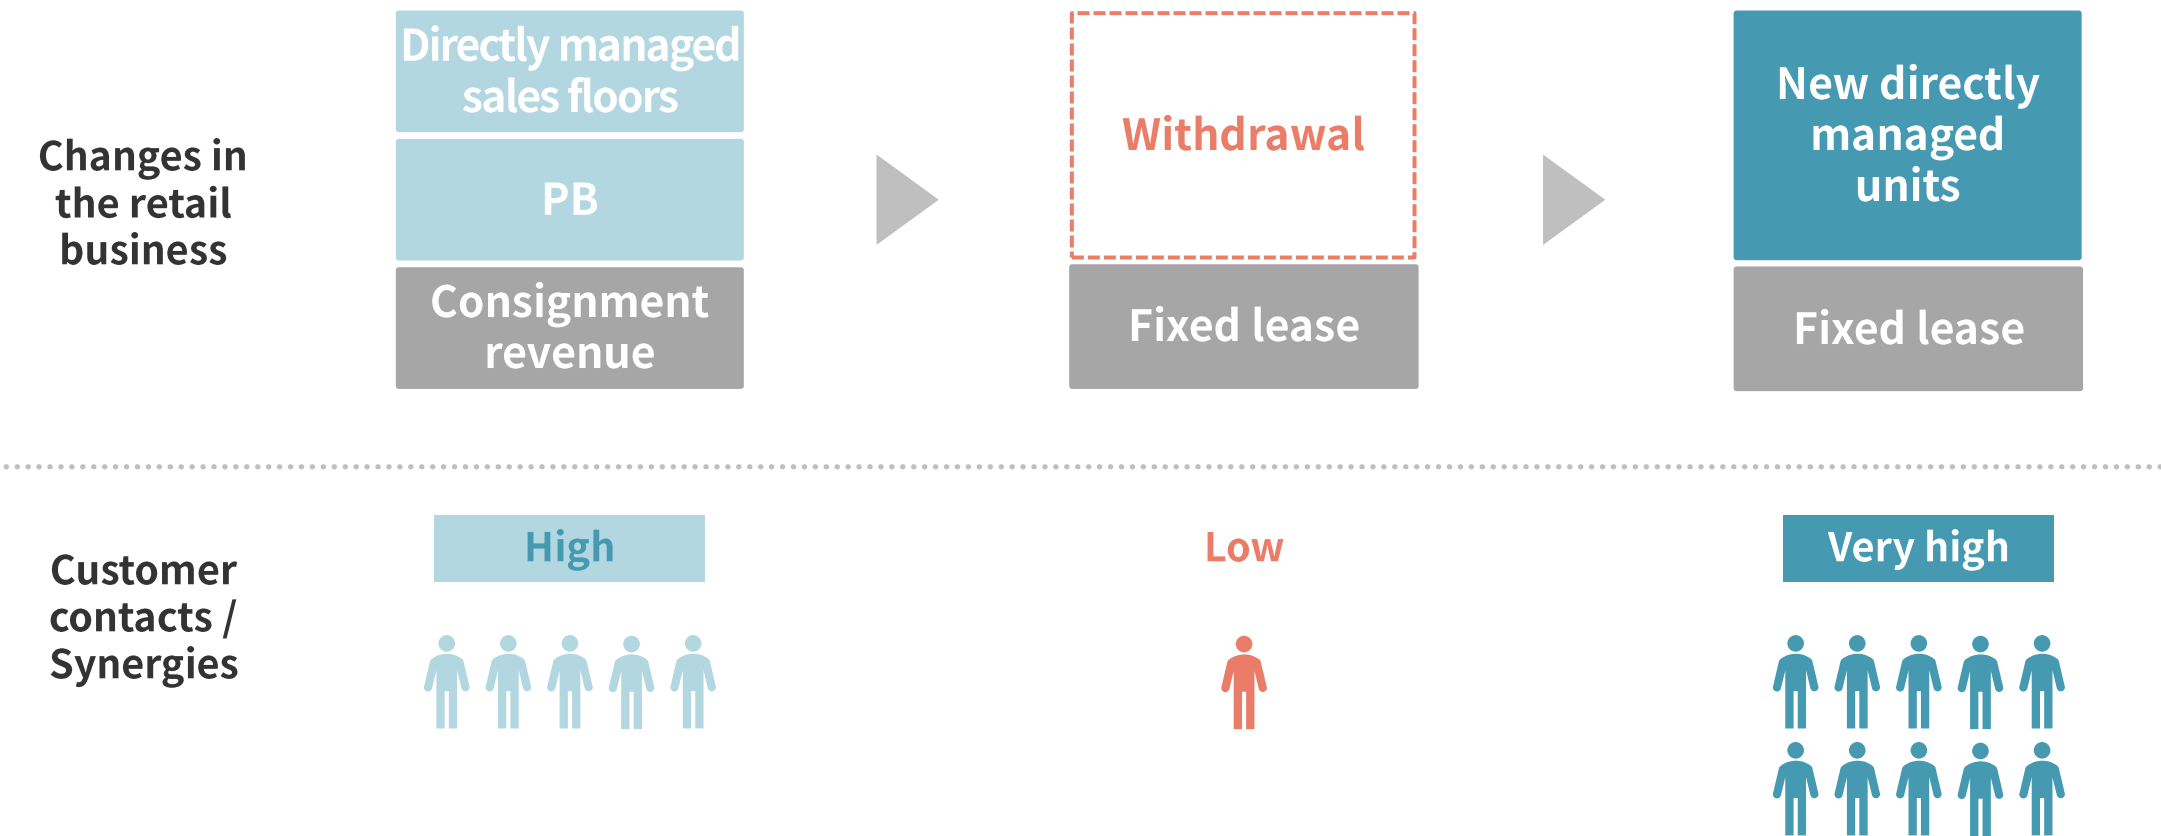 Changes in
the retail
business
Directly managed
sales floors
PB
Consignment
revenue
Withdrawal
Fixed lease
New directly
managed
units
Fixed lease
Customer
contacts /
Synergies
High
Low
Very high